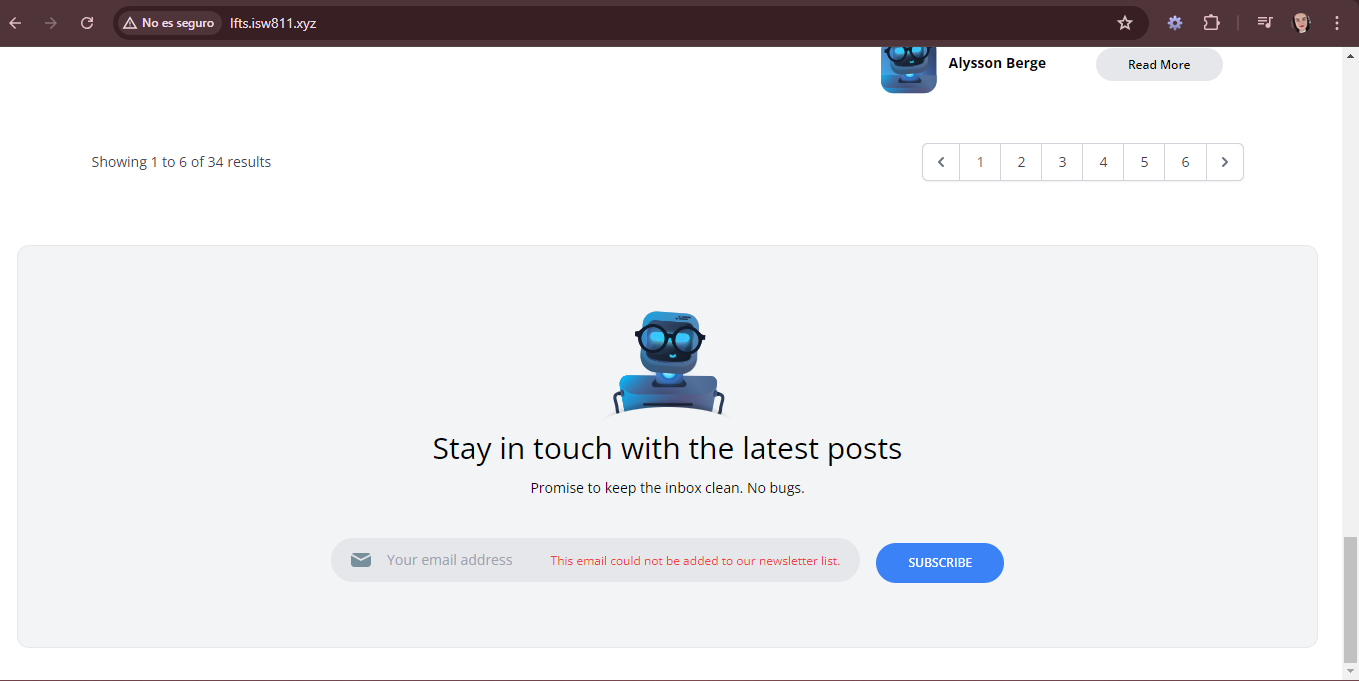 No es seguro
lfts.isw811.xyz
Alysson Berge
Read More
Showing 1 to 6 of 34 results
1 2 3 4 5 6
Stay in touch with the latest posts
Promise to keep the inbox clean. No bugs.
Your email address
This email could not be added to our newsletter list.
SUBSCRIBE